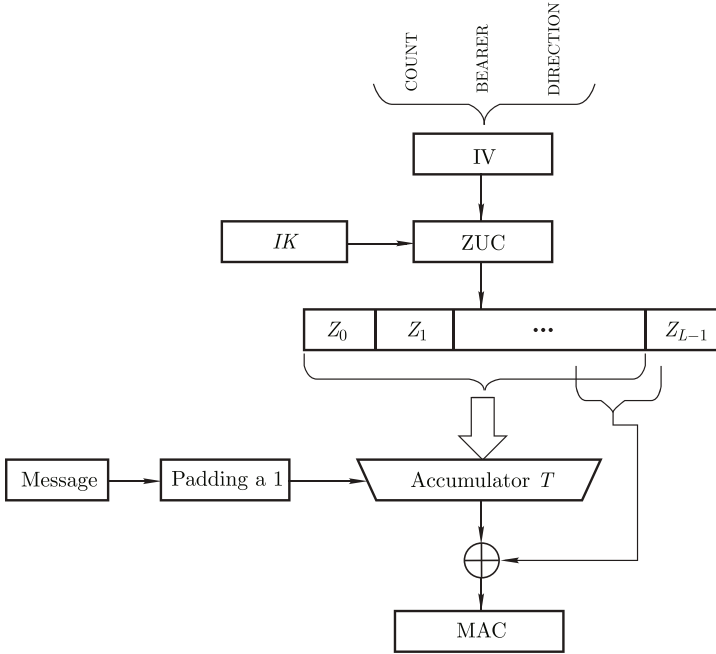 COUNT
BEARER
DIRECTION
IV
IK
ZUC
Z0 Z1 ... ZL−1
Message
Padding a 1
Accumulator T
MAC